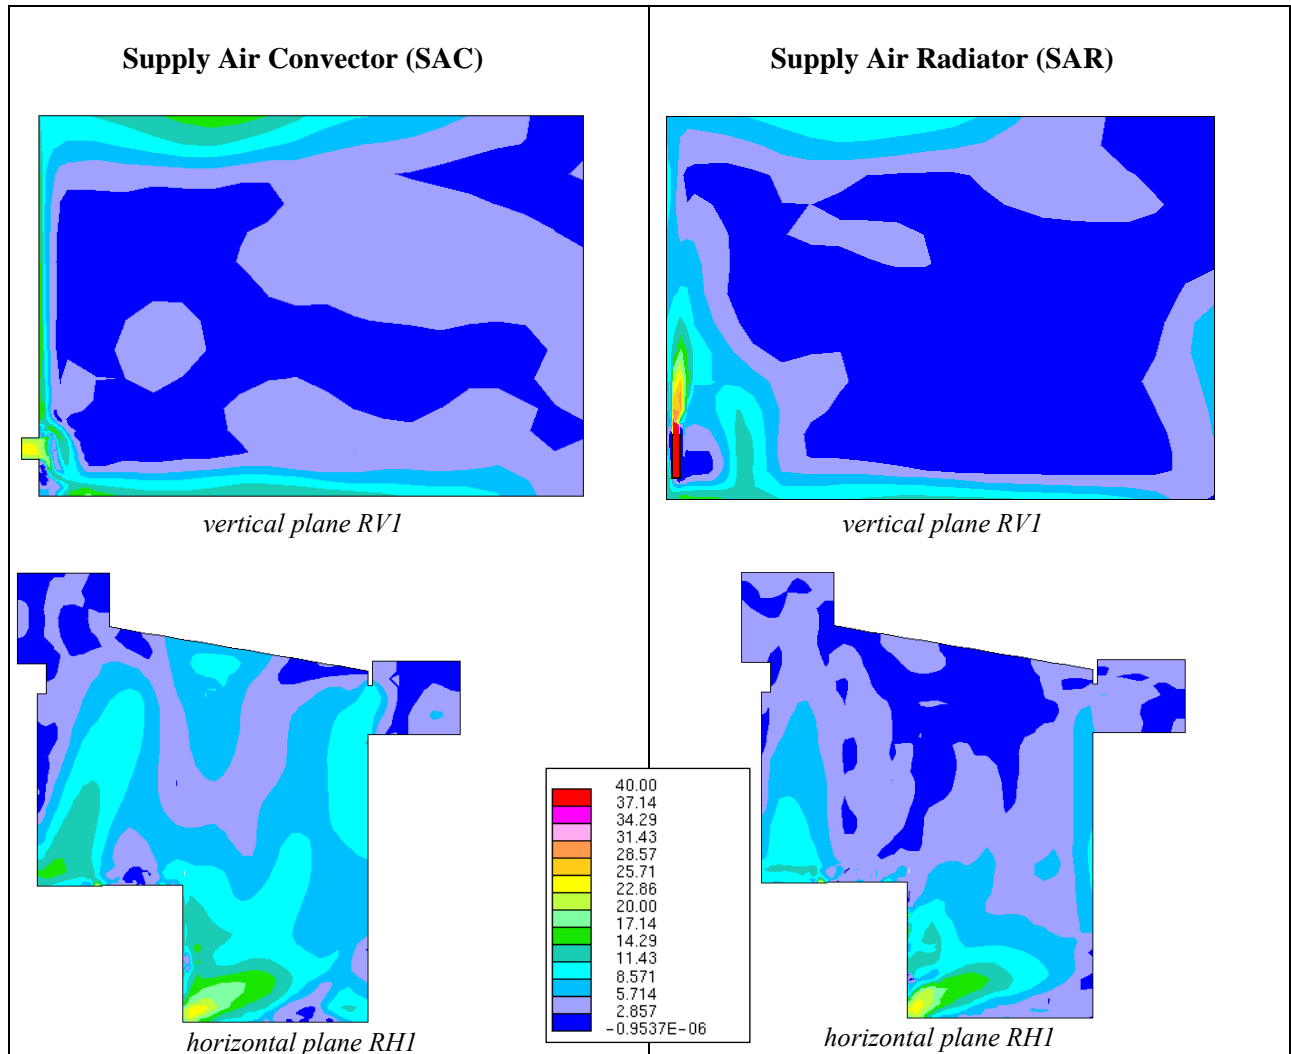 Supply Air Convector (SAC)
Supply Air Radiator (SAR)
vertical plane RV1
vertical plane RV1
40.00
37.14
34.29
31.43
28.57
25.71
22.86
20.00
17.14
14.29
11.43
8.571
5.714
2.857
-0.9537E-06
horizontal plane RH1
horizontal plane RH1